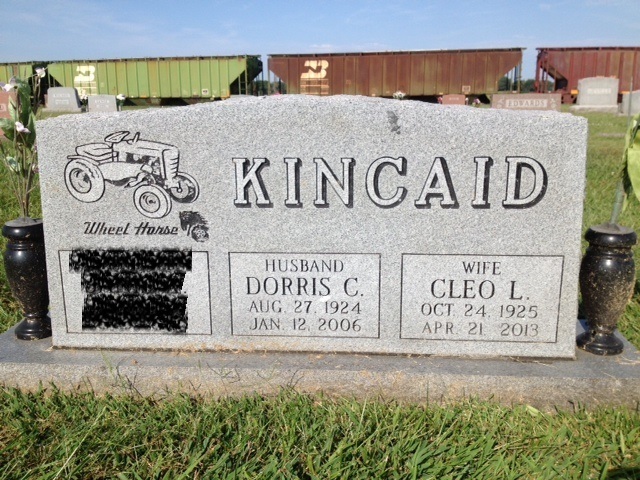 KINCAID
Wheel Horse
HUSBAND
DORRIS C.
AUG. 27, 1924
JAN. 12, 2006
WIFE
CLEO L.
OCT. 24, 1925
APR. 21, 2013
EDWARDS